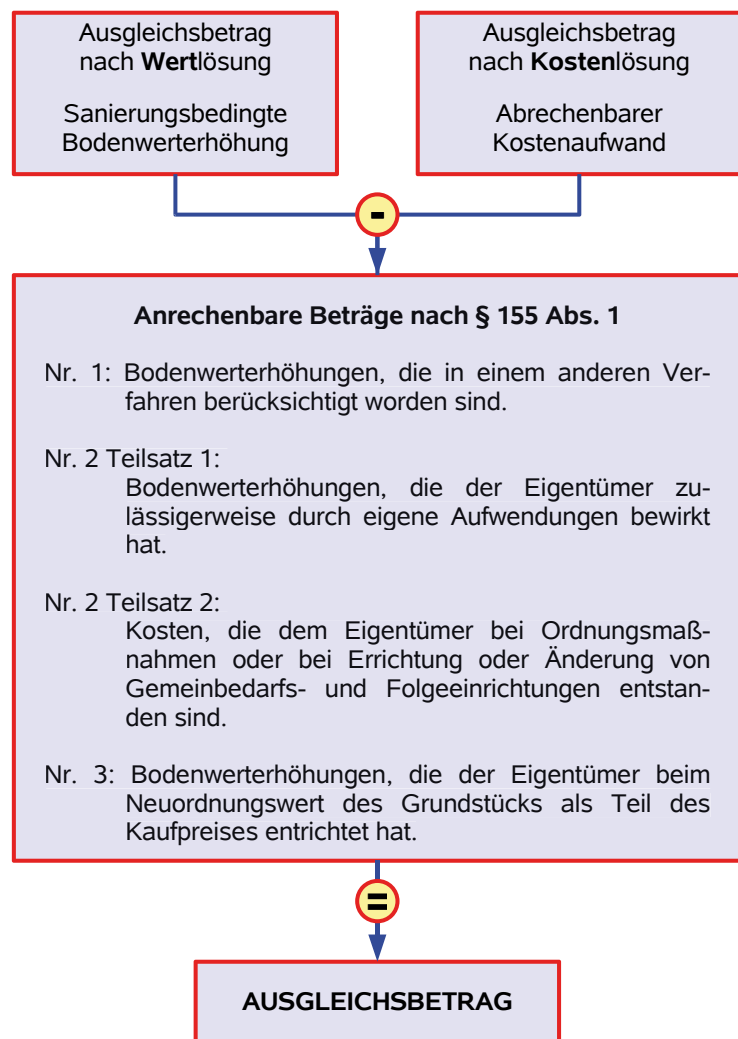 Ausgleichsbetrag
nach Wertlösung
Sanierungsbedingte
Bodenwerterhöhung
Ausgleichsbetrag
nach Kostenlösung
Abrechenbarer
Kostenaufwand
-
Anrechenbare Beträge nach § 155 Abs. 1
Nr. 1: Bodenwerterhöhungen, die in einem anderen Ver-
fahren berücksichtigt worden sind.
Nr. 2 Teilsatz 1:
Bodenwerterhöhungen, die der Eigentümer zu-
lässigerweise durch eigene Aufwendungen bewirkt
hat.
Nr. 2 Teilsatz 2:
Kosten, die dem Eigentümer bei Ordnungsmaß-
nahmen oder bei Errichtung oder Änderung von
Gemeinbedarfs- und Folgeeinrichtungen entstan-
den sind.
Nr. 3: Bodenwerterhöhungen, die der Eigentümer beim
Neuordnungswert des Grundstücks als Teil des
Kaufpreises entrichtet hat.
=
AUSGLEICHSBETRAG